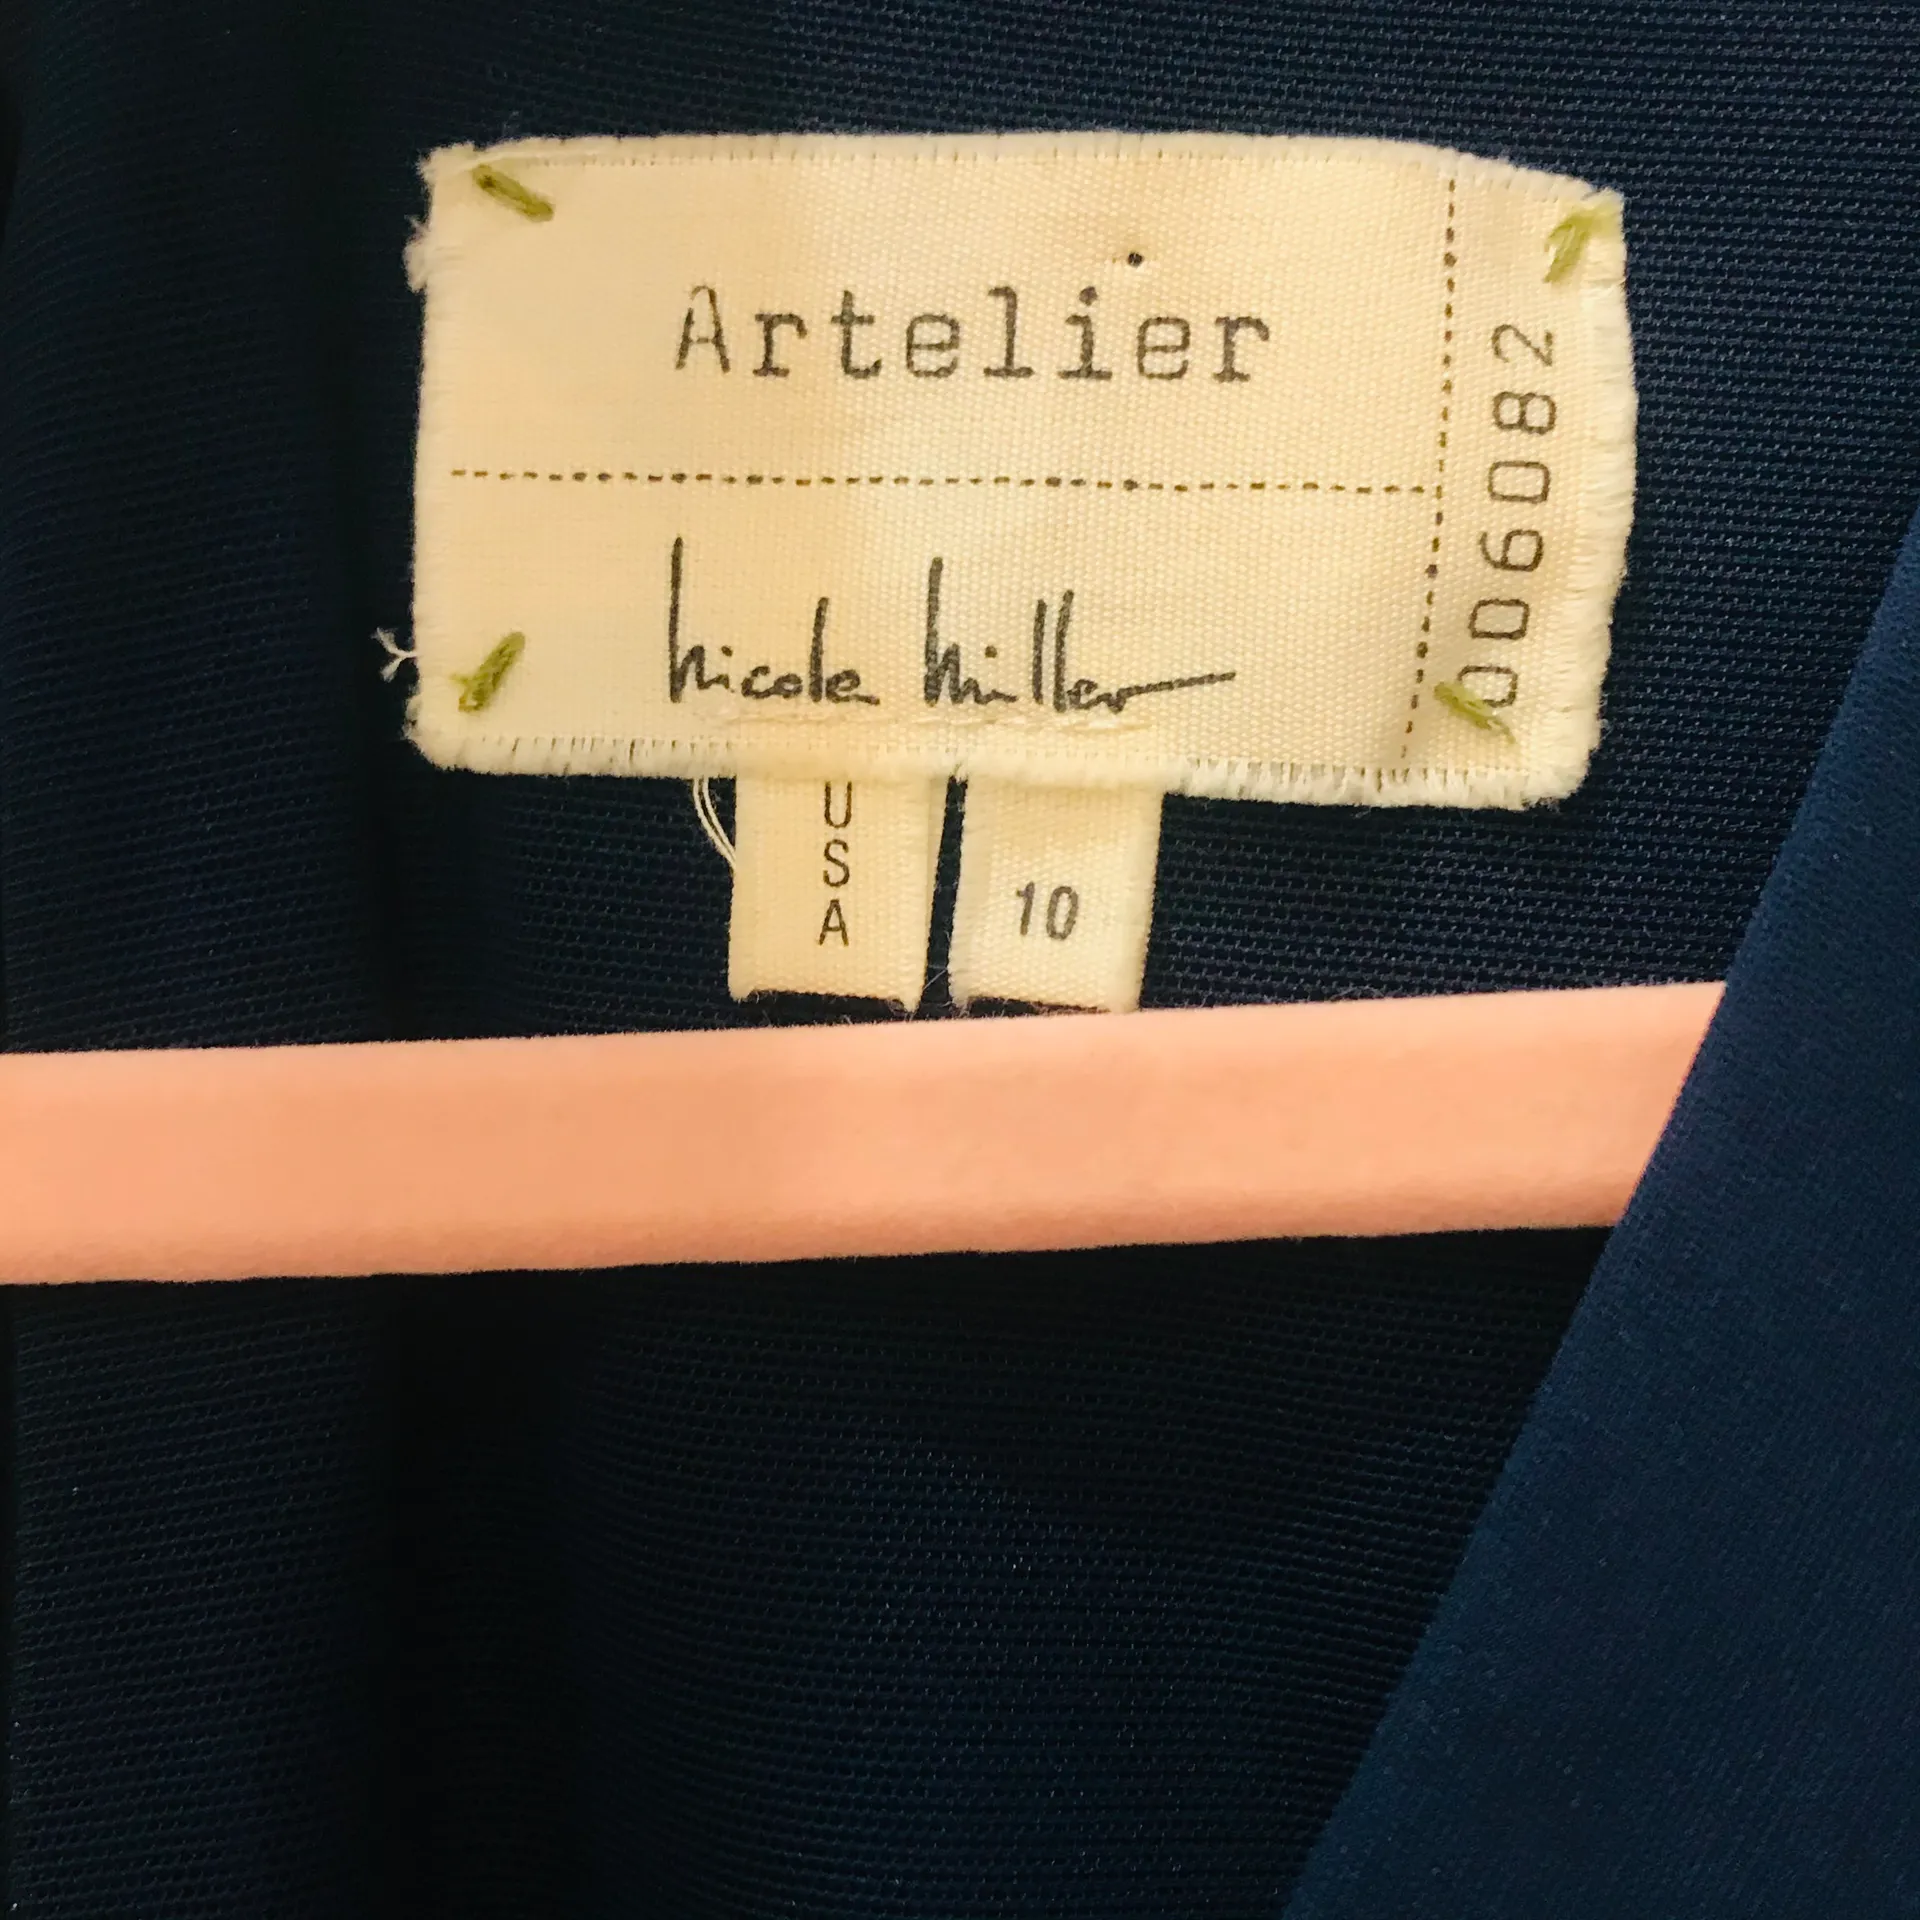 Artelier
nicole miller
006082
USA
10